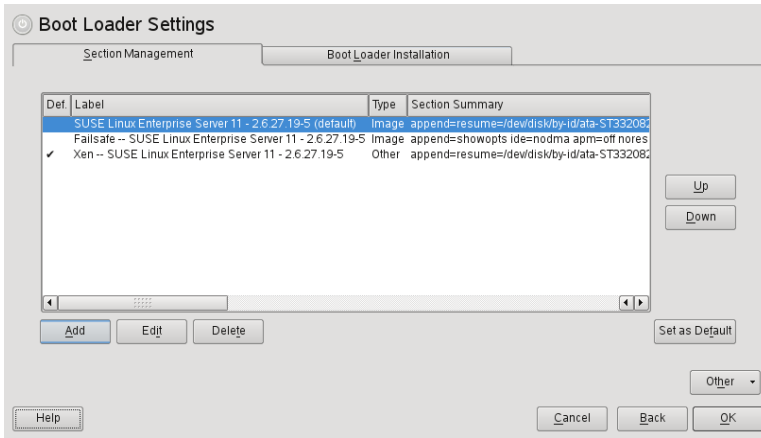 Boot Loader Settings
Section Management
Boot Loader Installation
Def. Label Type Section Summary
SUSE Linux Enterprise Server 11 - 2.6.27.19-5 (default) Image append=resume=/dev/disk/by-id/ata-ST332082
Failsafe -- SUSE Linux Enterprise Server 11 - 2.6.27.19-5 Image append=showopts ide=nodma apm=off nores
✔ Xen -- SUSE Linux Enterprise Server 11 - 2.6.27.19-5 Other append=resume=/dev/disk/by-id/ata-ST332082
Up
Down
Add Edit Delete Set as Default
Other
Help Cancel Back OK